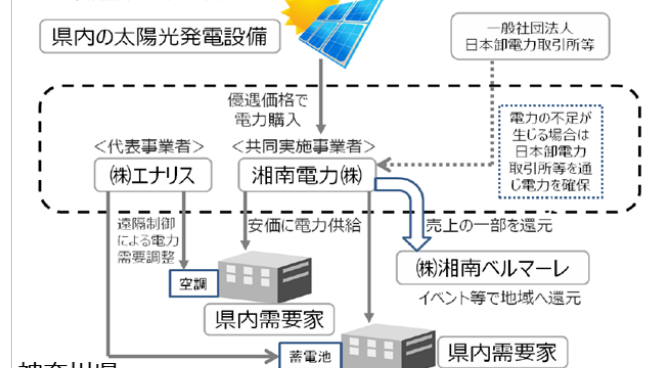 県内の太陽光発電設備
一般社団法人
日本卸電力取引所等
優遇価格で
電力購入
電力の不足が
生じる場合は
日本卸電力
取引所等を通
じ電力を確保
<代表事業者>
<共同実施事業者>
㈱エナリス
湘南電力㈱
遠隔制御
による電力
需要調整
安価に電力供給
売上の一部を還元
空調
㈱湘南ベルマーレ
イベント等で地域へ還元
県内需要家
蓄電池
県内需要家
神奈川県